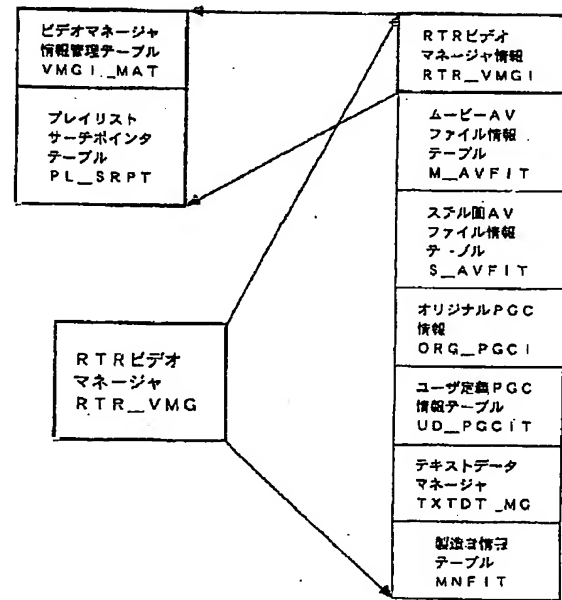 ビデオマネージャ
情報管理テーブル
VMGI_MAT
プレイリスト
サーチポインタ
テーブル
PL_SRPT
RTRビデオ
マネージャ
RTR_VMG
RTRビデオ
マネージャ情報
RTR_VMGI
ムービーAV
ファイル情報
テーブル
M_AVFIT
スチル画AV
ファイル情報
テーブル
S_AVFIT
オリジナルPGC
情報
ORG_PGCI
ユーザ定義PGC
情報テーブル
UD_PGCIT
テキストデータ
マネージャ
TXTDT_MG
製造者情報
テーブル
MNFIT